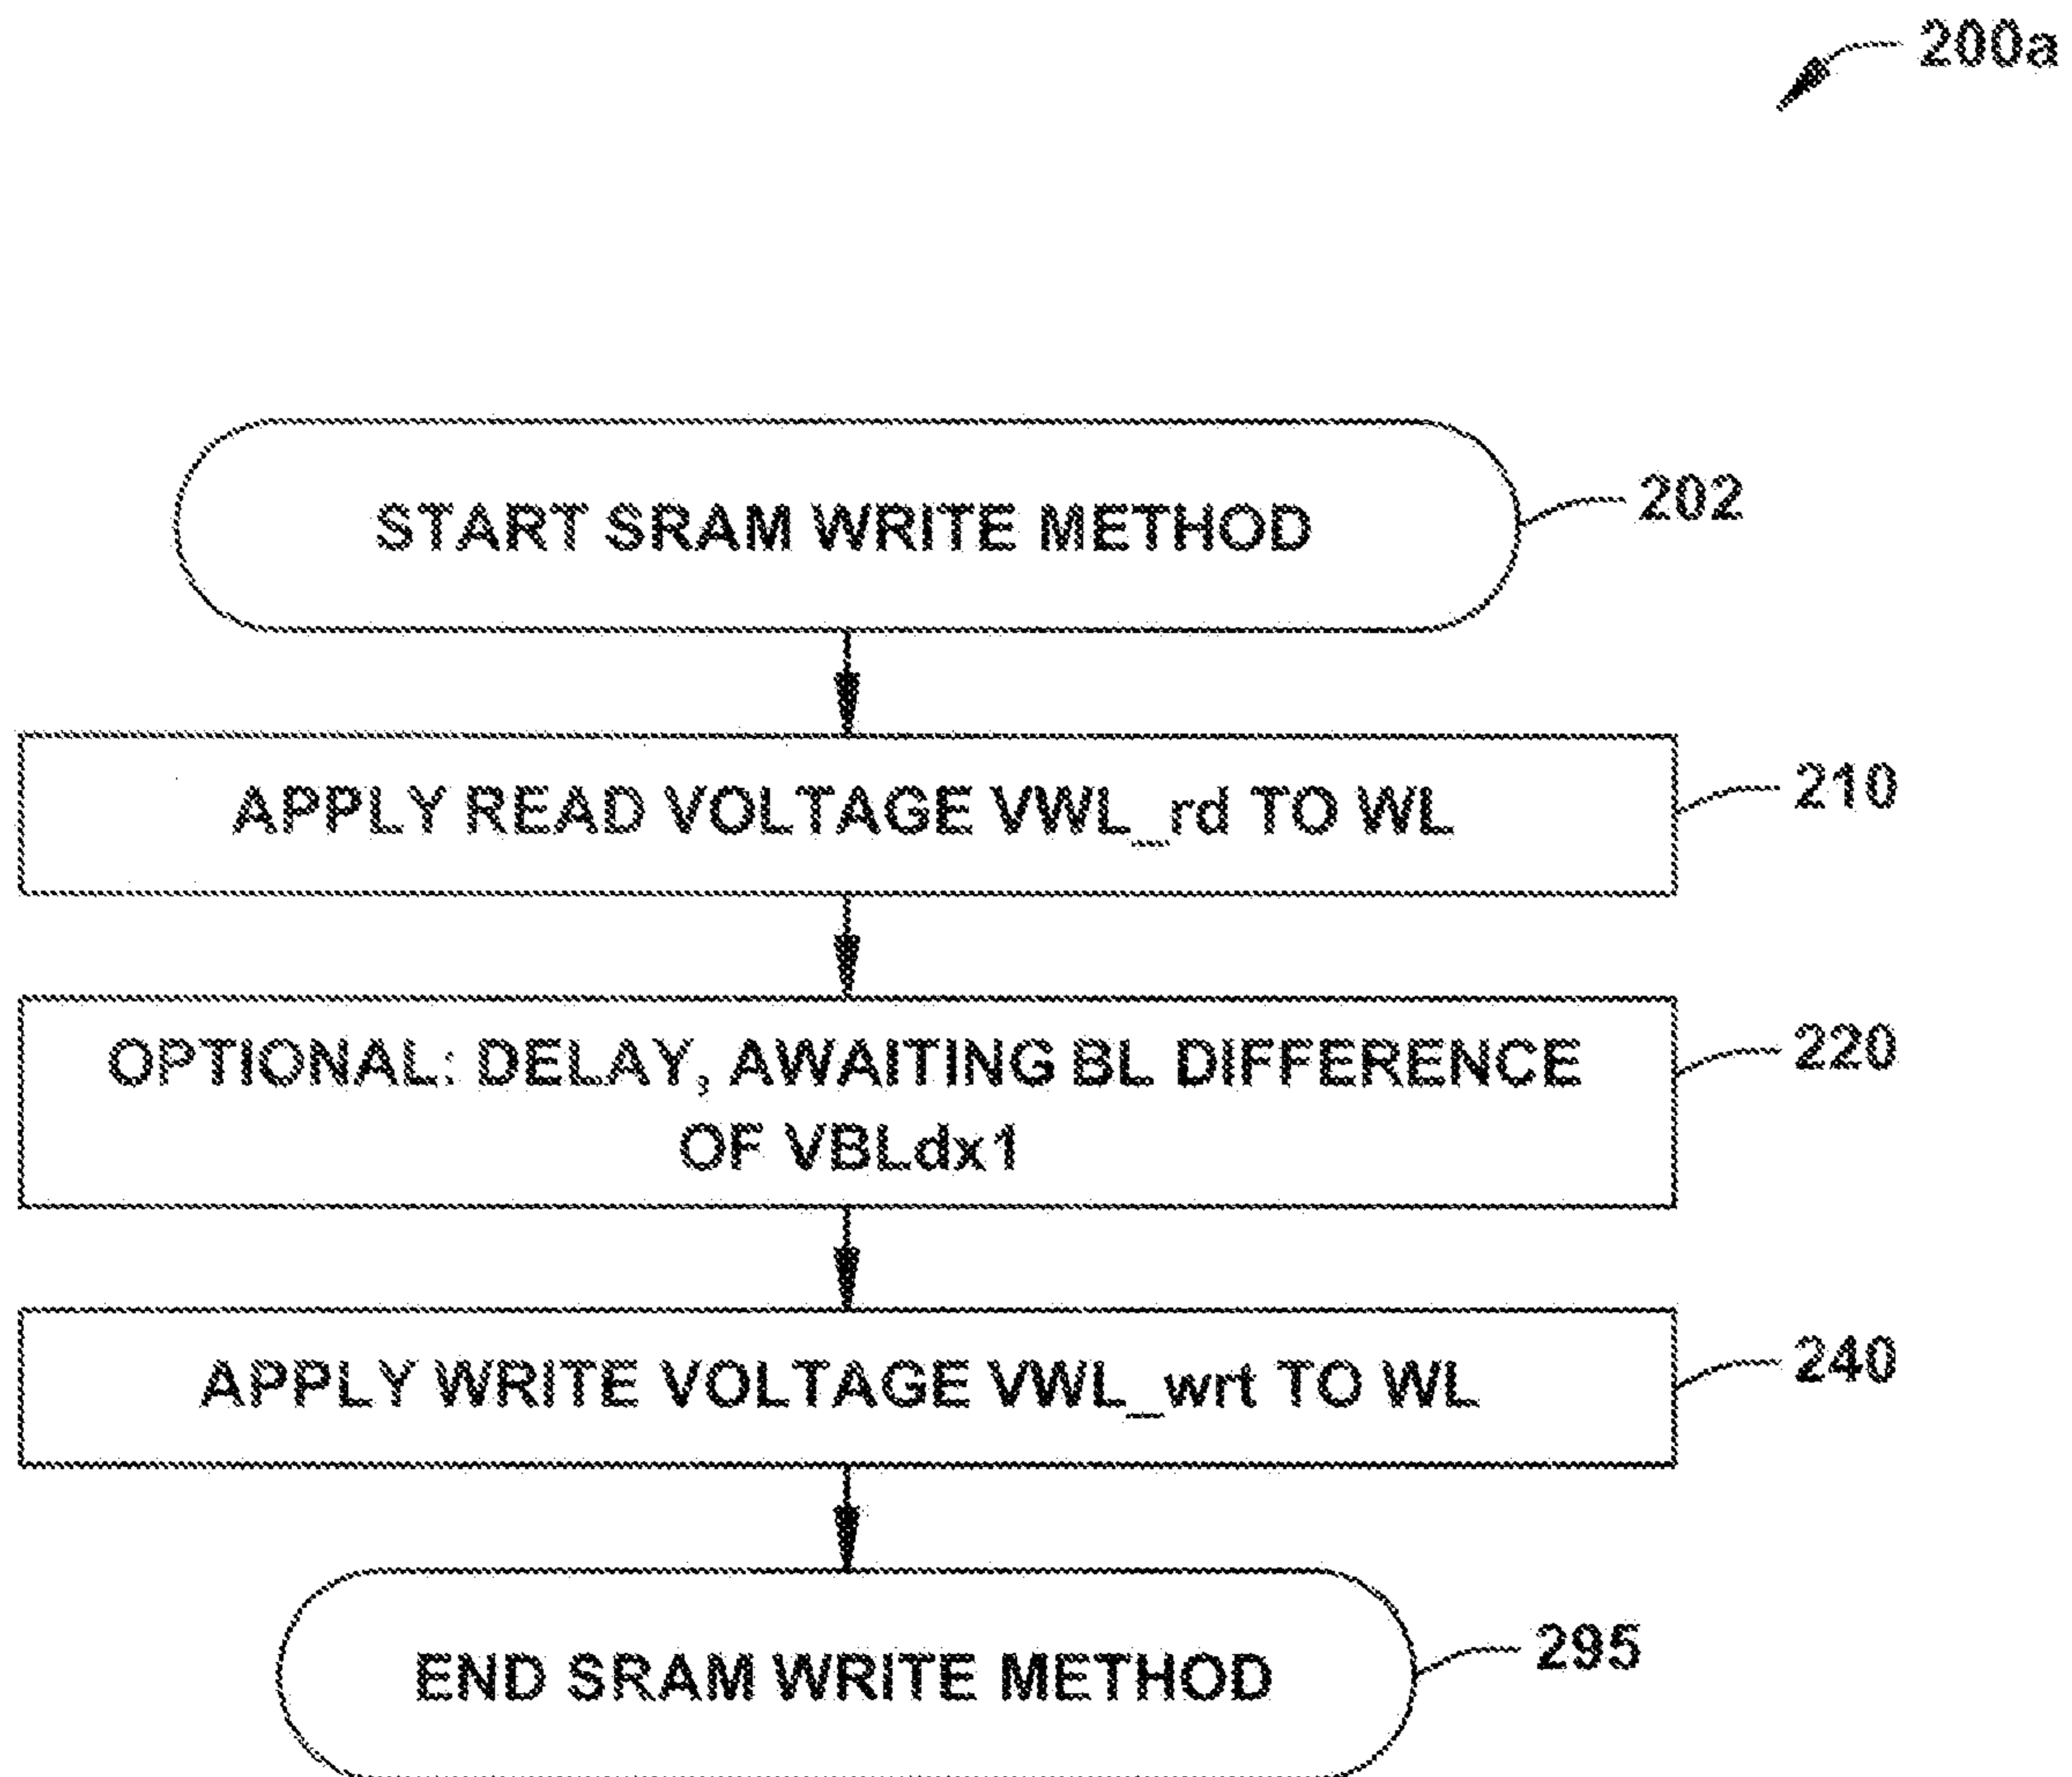 200a
START SRAM WRITE METHOD
202
APPLY READ VOLTAGE VWL_rd TO WL
210
OPTIONAL: DELAY, AWAITING BL DIFFERENCE
OF VBLdx1
220
APPLY WRITE VOLTAGE VWL_wrt TO WL
240
END SRAM WRITE METHOD
295